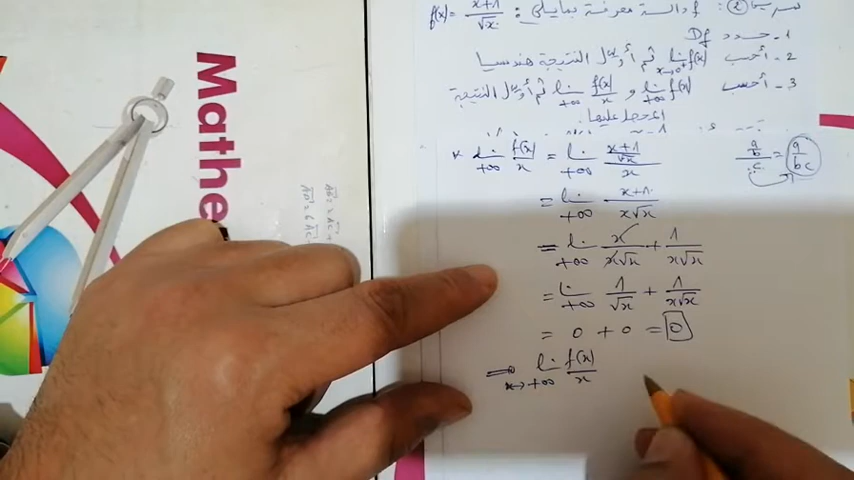 تمرين ② : f دالة معرفة بمايلي : f(x) = (x+1)/√x
1 - حدد Df
2 - أحسب lim x→0⁺ f(x) ثم أول النتيجة هندسيا
3 - أحسب lim +∞ f(x) و lim +∞ f(x)/x ثم أول النتيجة
المحصل عليها
* lim +∞ f(x)/x = lim +∞ ((x+1)/√x)/x
(a/b)/c = a/bc
= lim +∞ (x+1)/(x√x)
= lim +∞ x/(x√x) + 1/(x√x)
= lim +∞ 1/√x + 1/(x√x)
= 0 + 0 = 0
⟹ lim x→+∞ f(x)/x
Math